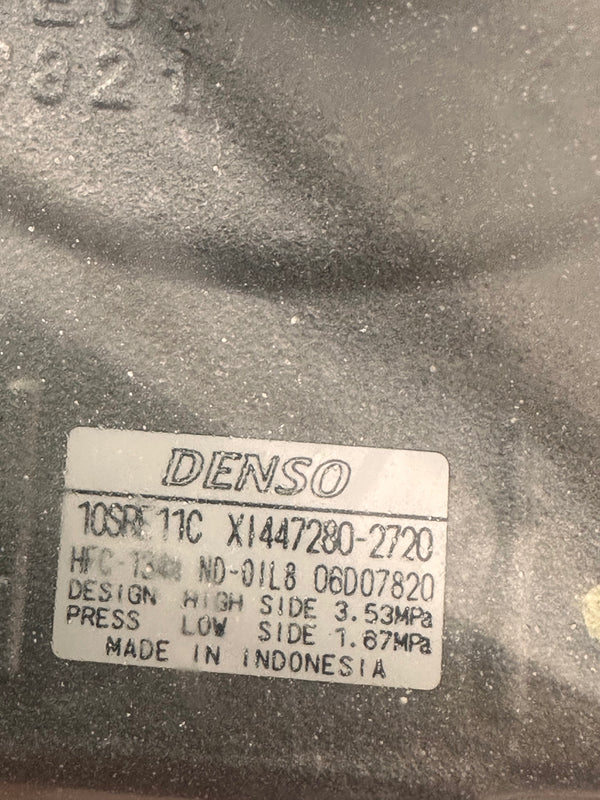 DENSO
10SRE11C XI447280-2720
HFC-134a ND-OIL8 06D07820
DESIGN HIGH SIDE 3.53MPa
PRESS LOW SIDE 1.67MPa
MADE IN INDONESIA